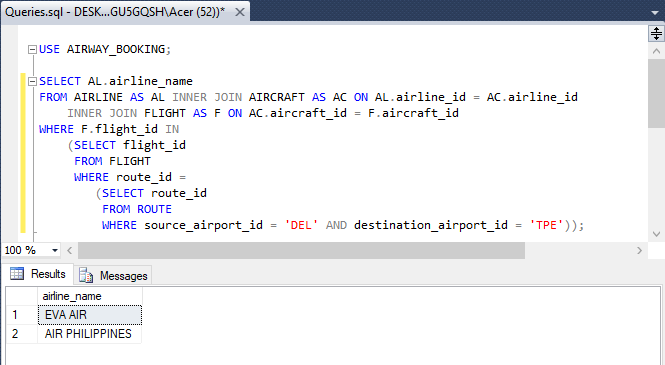 Queries.sql - DESK...GU5GQSH\Acer (52))*
USE AIRWAY_BOOKING;
SELECT AL.airline_name
FROM AIRLINE AS AL INNER JOIN AIRCRAFT AS AC ON AL.airline_id = AC.airline_id
INNER JOIN FLIGHT AS F ON AC.aircraft_id = F.aircraft_id
WHERE F.flight_id IN
(SELECT flight_id
FROM FLIGHT
WHERE route_id =
(SELECT route_id
FROM ROUTE
WHERE source_airport_id = 'DEL' AND destination_airport_id = 'TPE'));
100 %
Results Messages
airline_name
1 EVA AIR
2 AIR PHILIPPINES